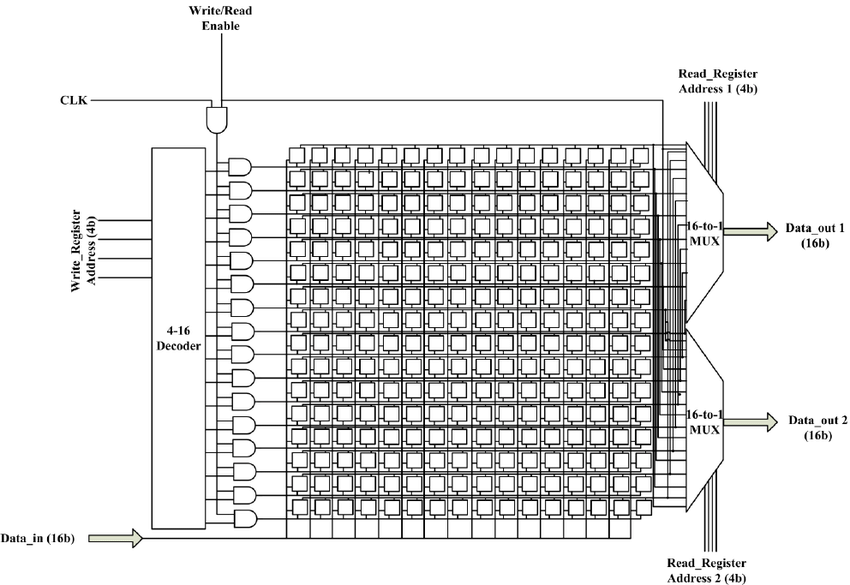 Write/Read
Enable
CLK
Read_Register
Address 1 (4b)
Write_Register
Address (4b)
16-to-1
MUX
Data_out 1
(16b)
4-16
Decoder
16-to-1
MUX
Data_out 2
(16b)
Data_in (16b)
Read_Register
Address 2 (4b)